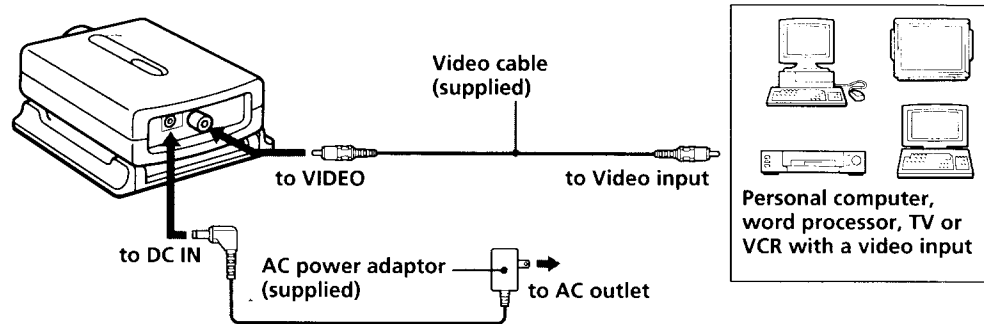 Video cable
(supplied)
to VIDEO
to Video input
to DC IN
AC power adaptor
(supplied)
to AC outlet
Personal computer,
word processor, TV or
VCR with a video input